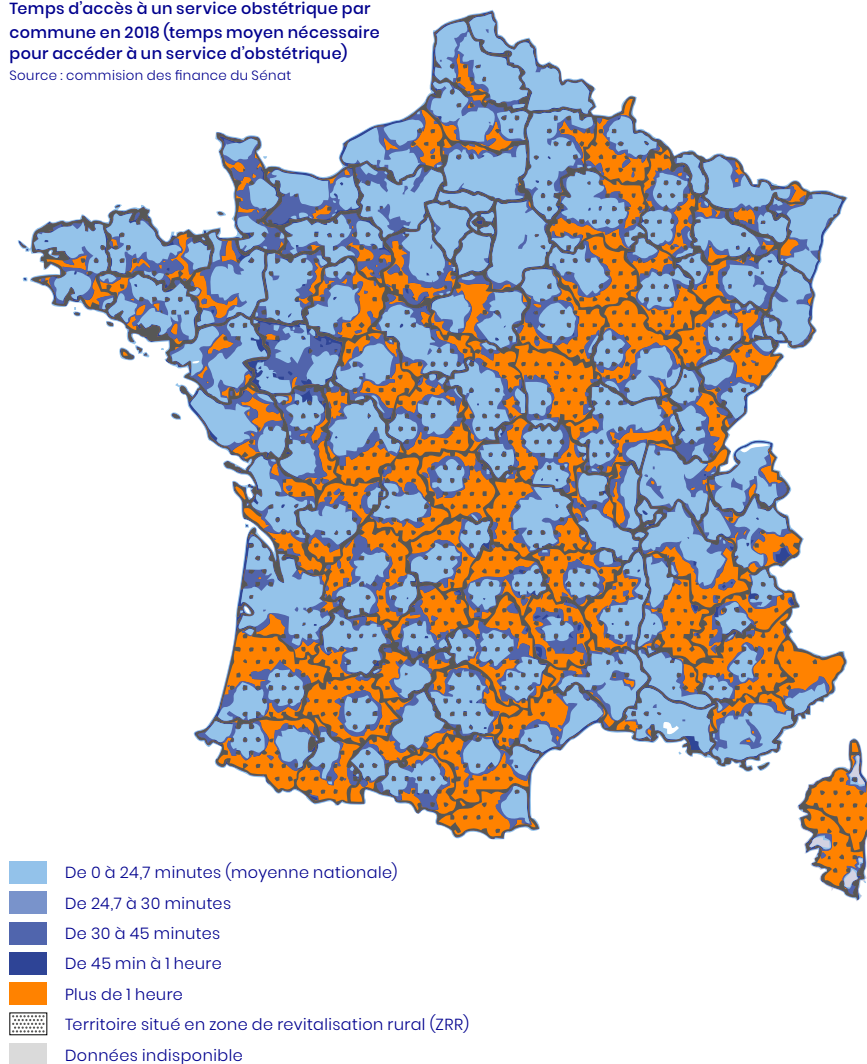 Temps d’accès à un service obstétrique par
commune en 2018 (temps moyen nécessaire
pour accéder à un service d’obstétrique)
Source : commision des finance du Sénat
De 0 à 24,7 minutes (moyenne nationale)
De 24,7 à 30 minutes
De 30 à 45 minutes
De 45 min à 1 heure
Plus de 1 heure
Territoire situé en zone de revitalisation rural (ZRR)
Données indisponible